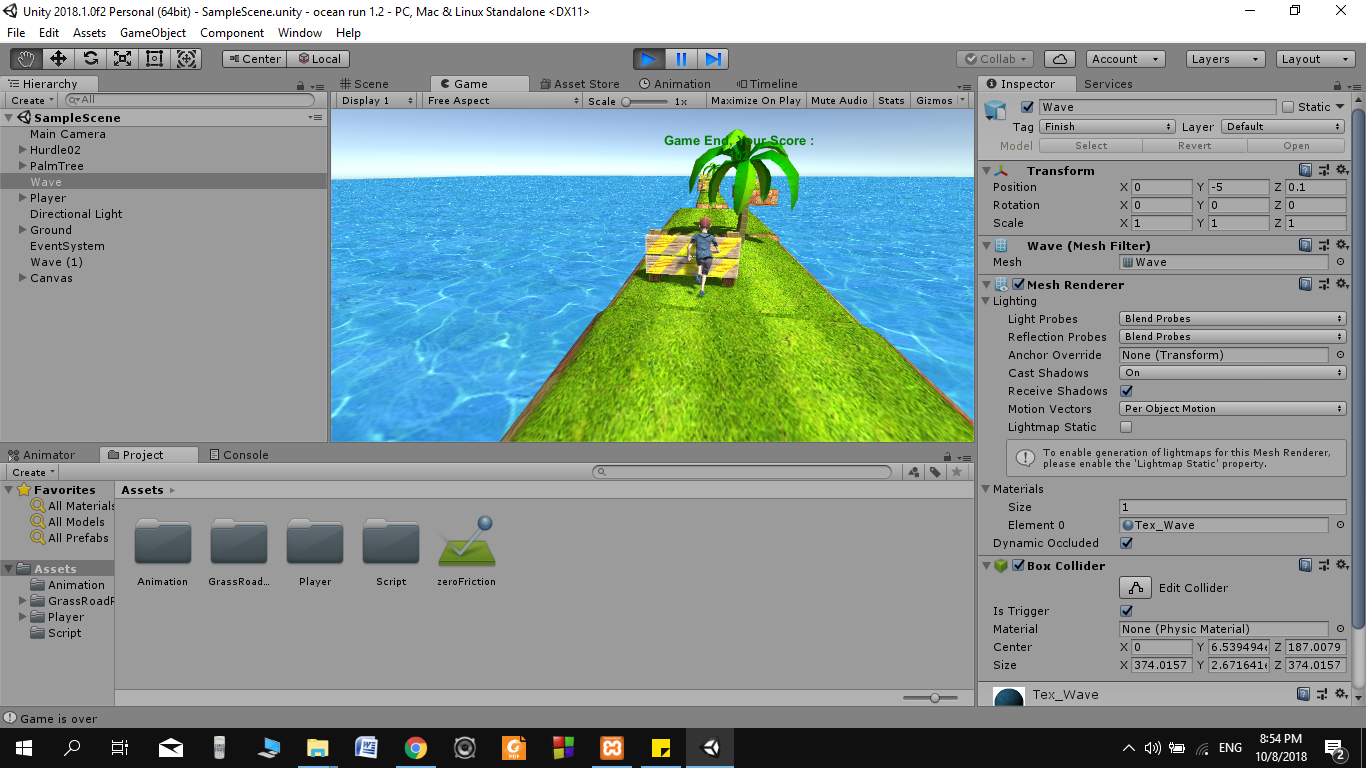 Unity 2018.1.0f2 Personal (64bit) - SampleScene.unity - ocean run 1.2 - PC, Mac & Linux Standalone <DX11>
File Edit Assets GameObject Component Window Help
Center Local Collab Account Layers Layout
Hierarchy
Create All
SampleScene
Main Camera
Hurdle02
PalmTree
Wave
Player
Directional Light
Ground
EventSystem
Wave (1)
Canvas
Scene Game Asset Store Animation Timeline
Display 1 Free Aspect Scale 1x Maximize On Play Mute Audio Stats Gizmos
Game End, Your Score :
Inspector Services
Wave Static
Tag Finish Layer Default
Model Select Revert Open
Transform
Position X 0 Y -5 Z 0.1
Rotation X 0 Y 0 Z 0
Scale X 1 Y 1 Z 1
Wave (Mesh Filter)
Mesh Wave
Mesh Renderer
Lighting
Light Probes Blend Probes
Reflection Probes Blend Probes
Anchor Override None (Transform)
Cast Shadows On
Receive Shadows
Motion Vectors Per Object Motion
Lightmap Static
To enable generation of lightmaps for this Mesh Renderer,
please enable the 'Lightmap Static' property.
Materials
Size 1
Element 0 Tex_Wave
Dynamic Occluded
Box Collider
Edit Collider
Is Trigger
Material None (Physic Material)
Center X 0 Y 6.539494e Z 187.0079
Size X 374.0157 Y 2.671641e Z 374.0157
Tex_Wave
Animator Project Console
Create
Favorites
All Materials
All Models
All Prefabs
Assets
Animation
GrassRoadR
Player
Script
Assets
Animation GrassRoad... Player Script zeroFriction
Game is over
ENG
8:54 PM
10/8/2018
2